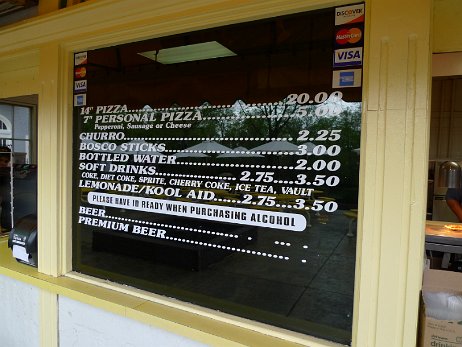 DISCOVER
MasterCard
VISA
VISA
14" PIZZA 20.00
7" PERSONAL PIZZA 5.00
Pepperoni, Sausage or Cheese
CHURRO 2.25
BOSCO STICKS 3.00
BOTTLED WATER 2.00
SOFT DRINKS 2.75 3.50
COKE, DIET COKE, SPRITE, CHERRY COKE, ICE TEA, VAULT
LEMONADE/KOOL AID 2.75 3.50
PLEASE HAVE ID READY WHEN PURCHASING ALCOHOL
BEER
PREMIUM BEER